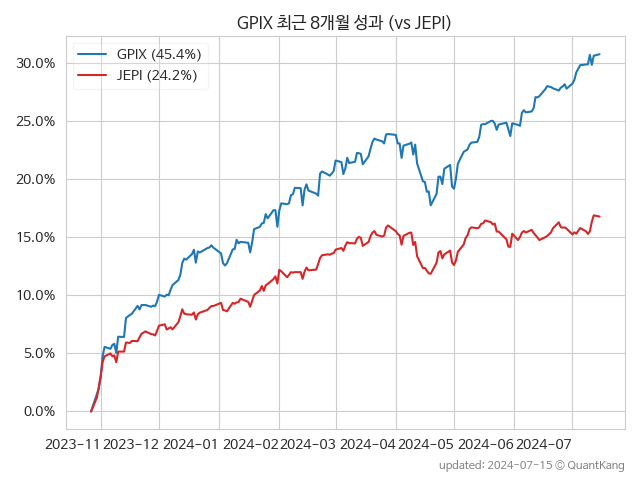 GPIX 최근 8개월 성과 (vs JEPI)
GPIX (45.4%)
JEPI (24.2%)
30.0%
25.0%
20.0%
15.0%
10.0%
5.0%
0.0%
2023-11 2023-12 2024-01 2024-02 2024-03 2024-04 2024-05 2024-06 2024-07
updated: 2024-07-15 © QuantKang